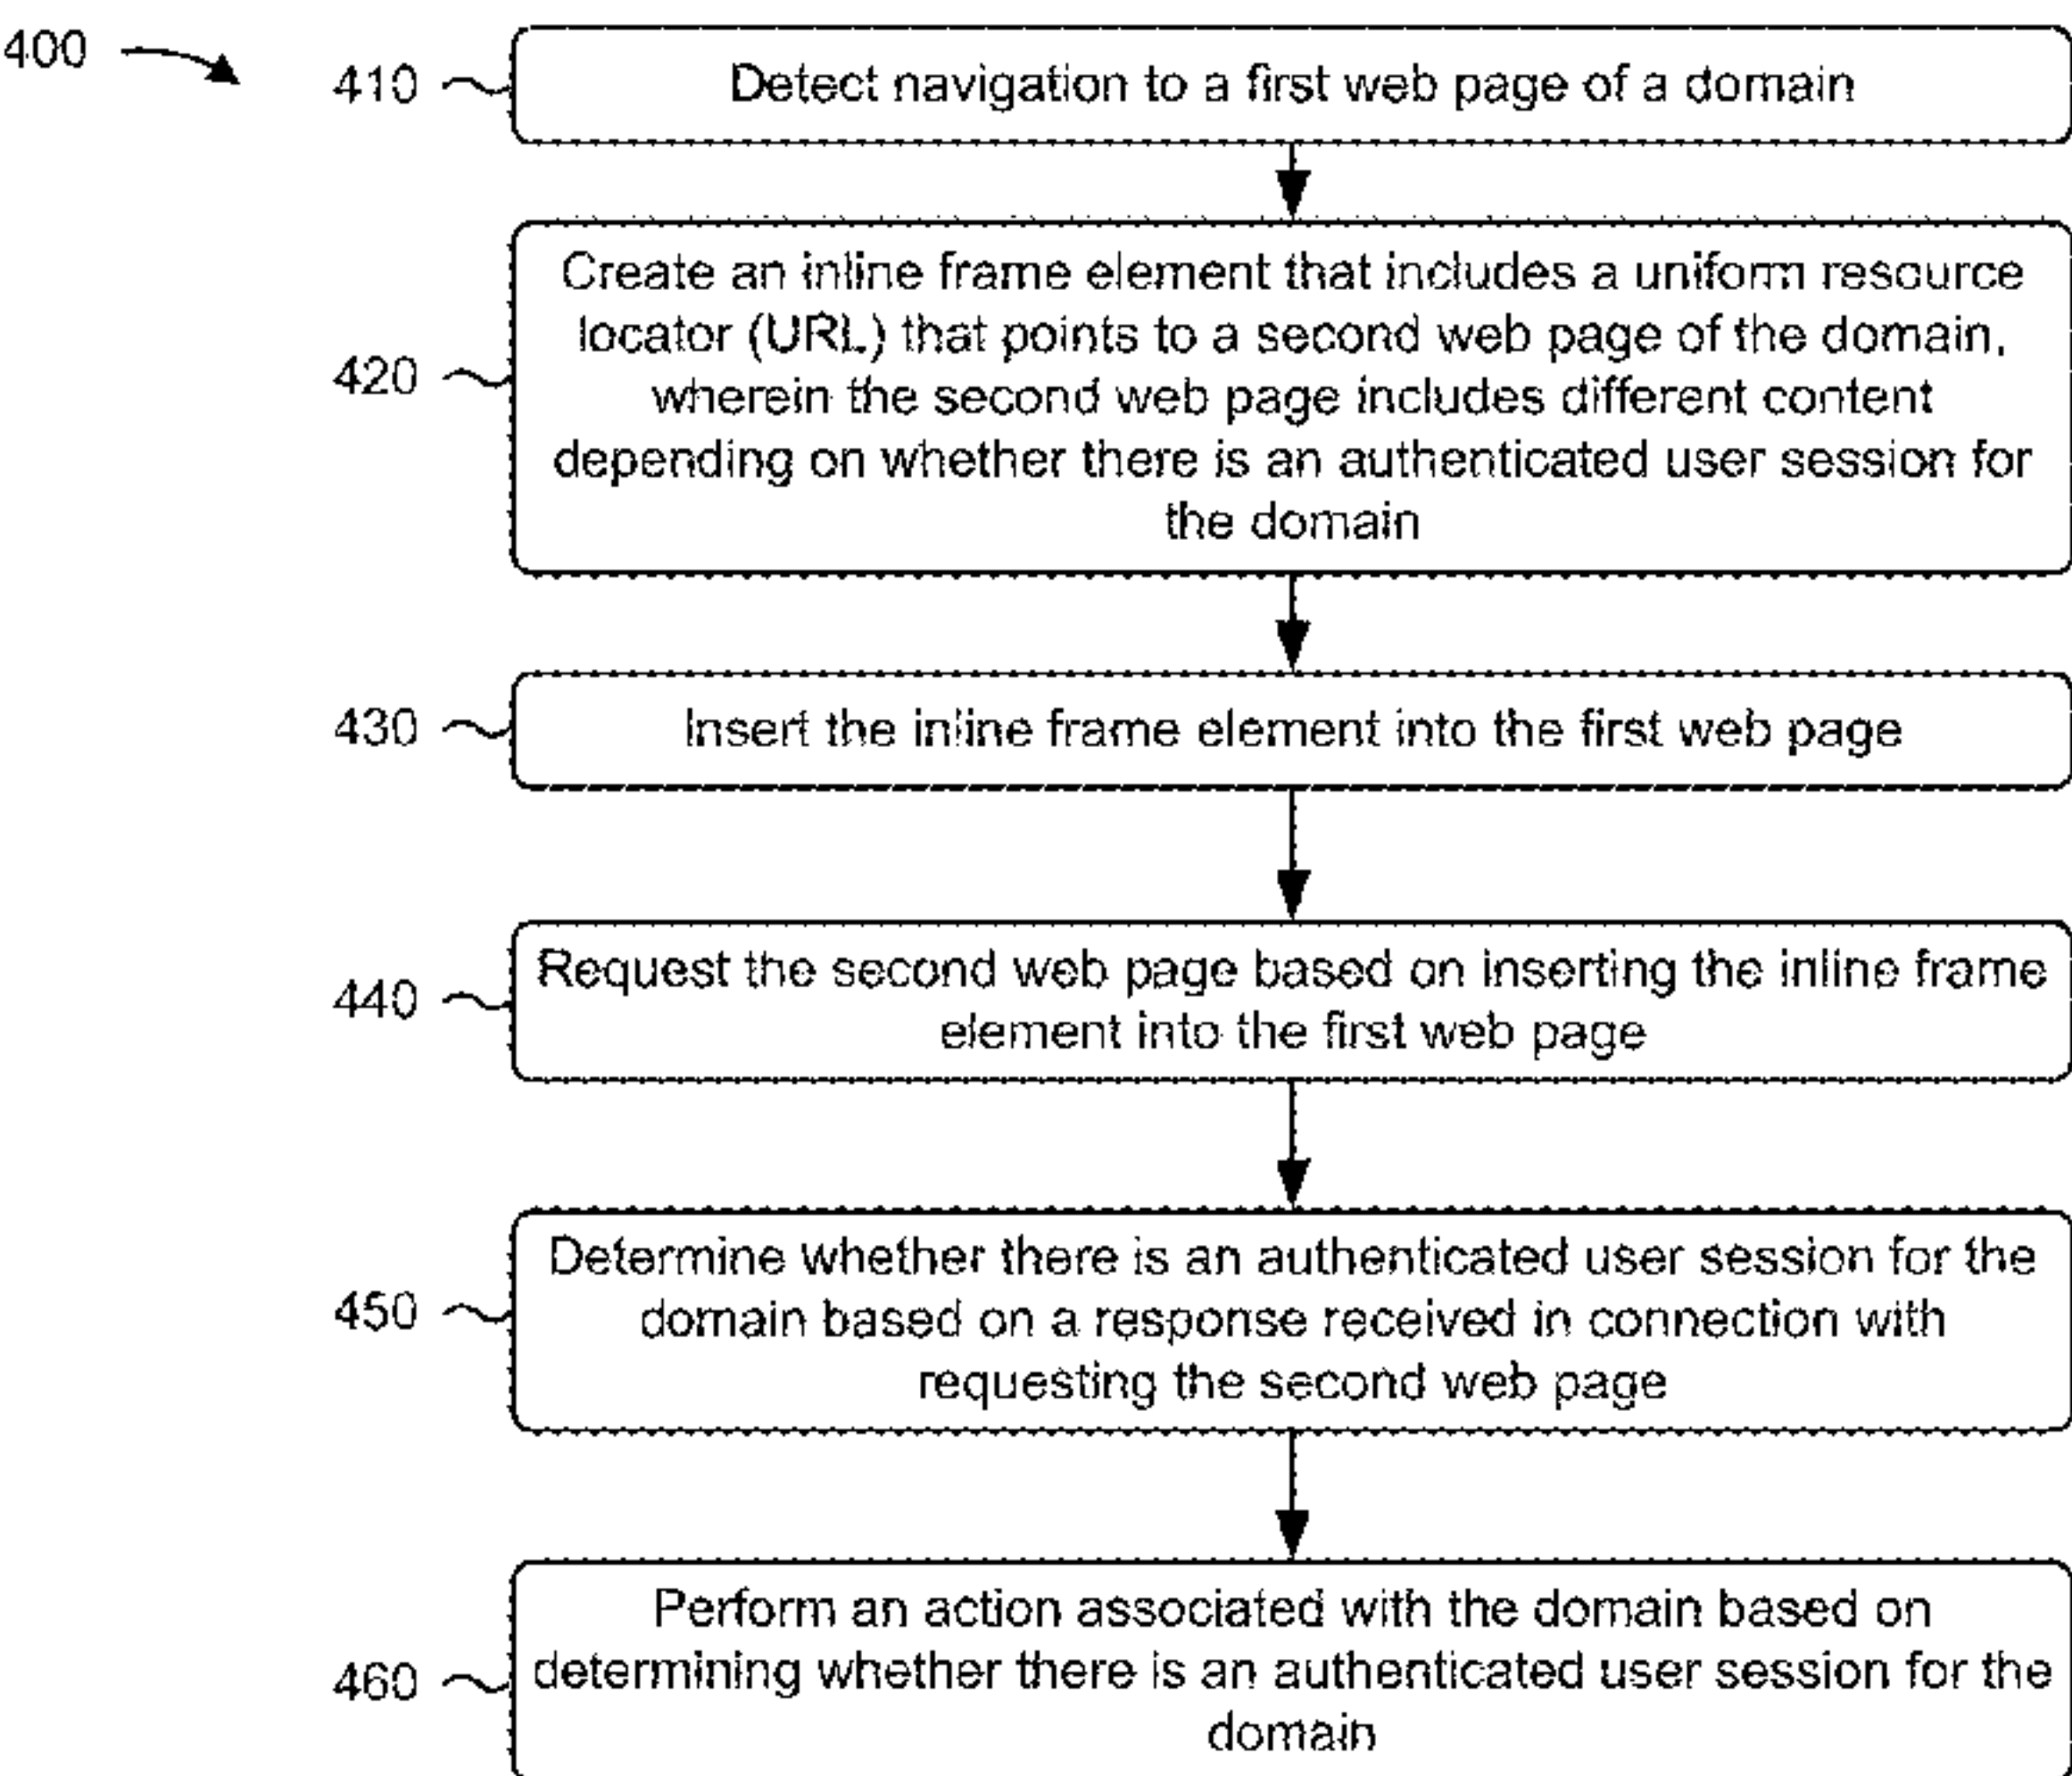 400
410
Detect navigation to a first web page of a domain
420
Create an inline frame element that includes a uniform resource
locator (URL) that points to a second web page of the domain,
wherein the second web page includes different content
depending on whether there is an authenticated user session for
the domain
430
Insert the inline frame element into the first web page
440
Request the second web page based on inserting the inline frame
element into the first web page
450
Determine whether there is an authenticated user session for the
domain based on a response received in connection with
requesting the second web page
460
Perform an action associated with the domain based on
determining whether there is an authenticated user session for the
domain